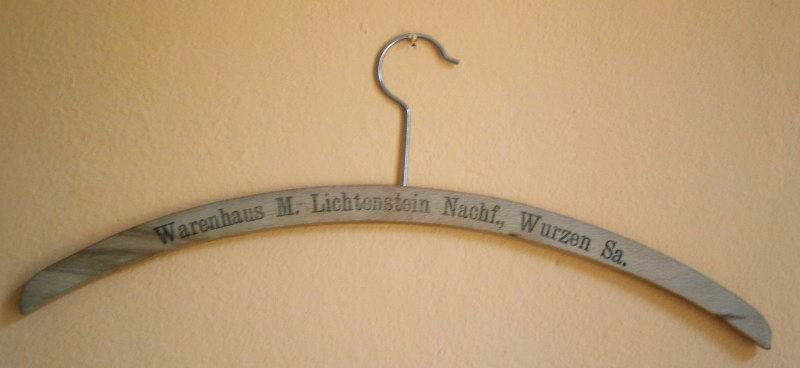 Warenhaus M. Lichtenstein Nachf., Wurzen Sa.